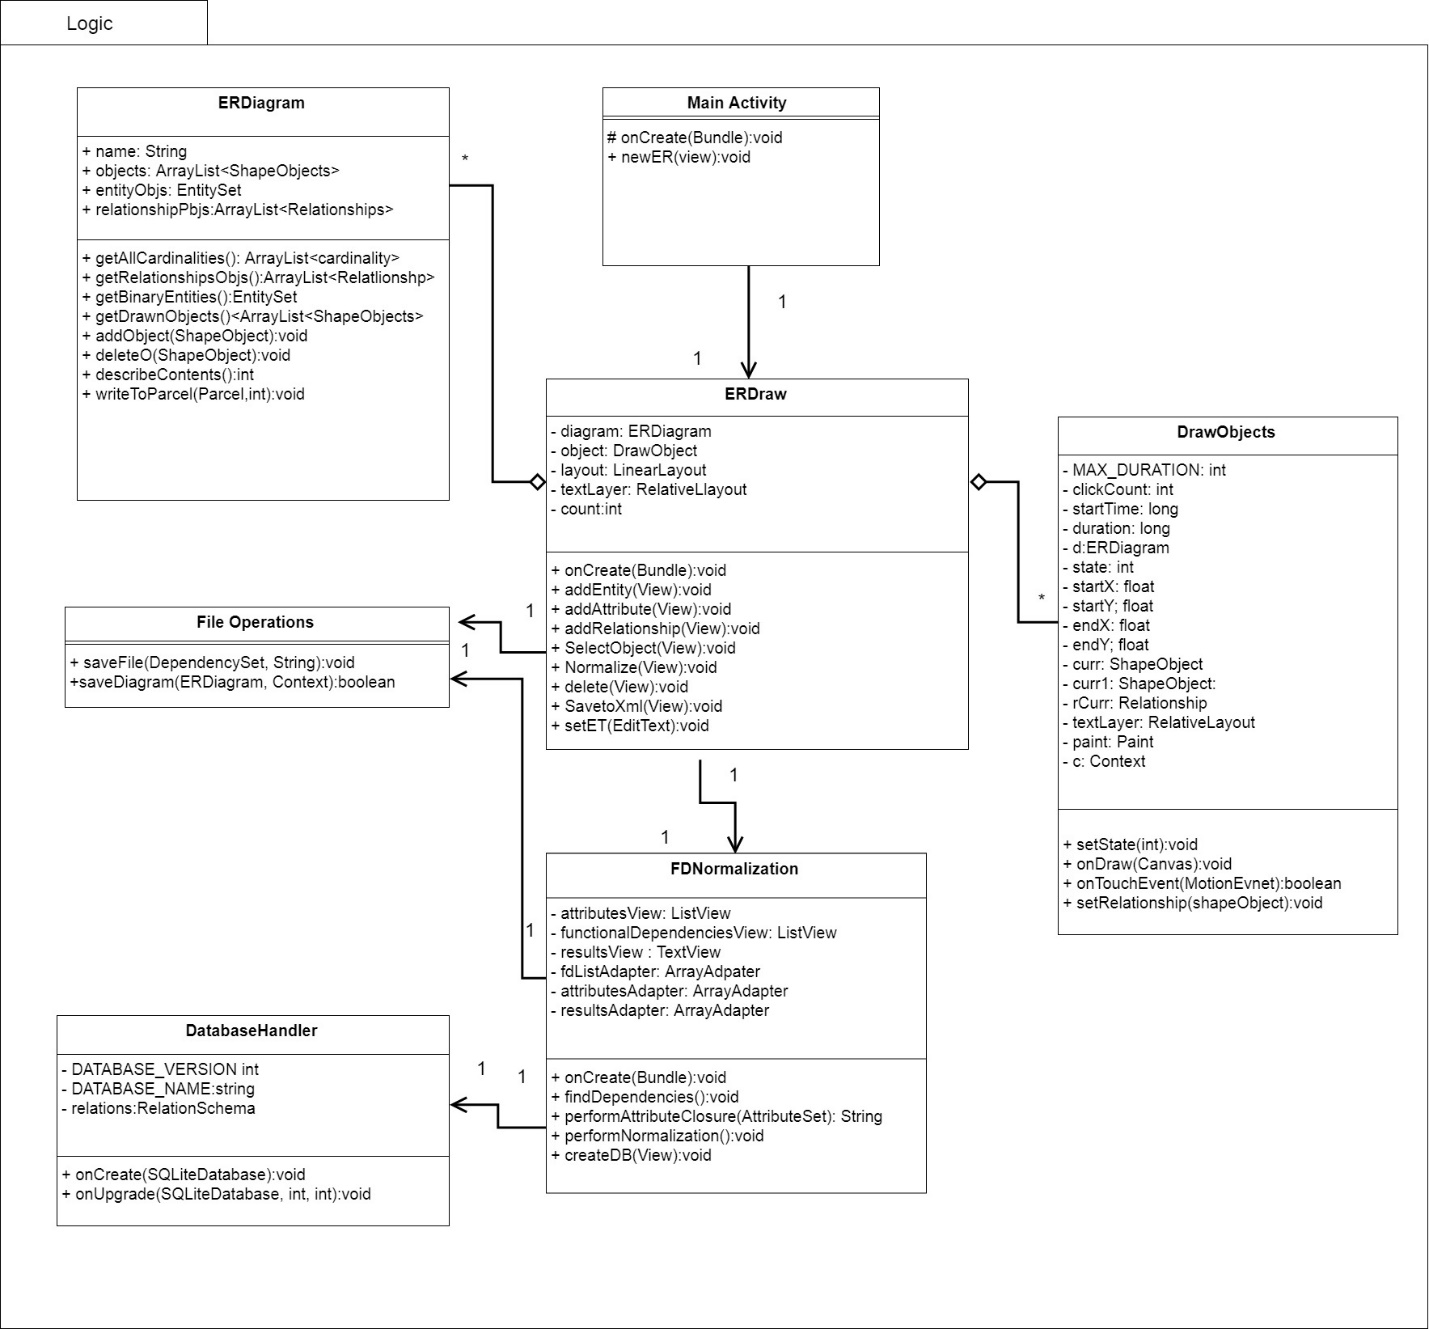 Logic
ERDiagram
+ name: String
+ objects: ArrayList<ShapeObjects>
+ entityObjs: EntitySet
+ relationshipPbjs:ArrayList<Relationships>
+ getAllCardinalities(): ArrayList<cardinality>
+ getRelationshipsObjs():ArrayList<Relatlionshp>
+ getBinaryEntities():EntitySet
+ getDrawnObjects()<ArrayList<ShapeObjects>
+ addObject(ShapeObject):void
+ deleteO(ShapeObject):void
+ describeContents():int
+ writeToParcel(Parcel,int):void
*
Main Activity
# onCreate(Bundle):void
+ newER(view):void
1
1
ERDraw
- diagram: ERDiagram
- object: DrawObject
- layout: LinearLayout
- textLayer: RelativeLlayout
- count:int
+ onCreate(Bundle):void
+ addEntity(View):void
+ addAttribute(View):void
+ addRelationship(View):void
+ SelectObject(View):void
+ Normalize(View):void
+ delete(View):void
+ SavetoXml(View):void
+ setET(EditText):void
DrawObjects
- MAX_DURATION: int
- clickCount: int
- startTime: long
- duration: long
- d:ERDiagram
- state: int
- startX: float
- startY; float
- endX: float
- endY; float
- curr: ShapeObject
- curr1: ShapeObject:
- rCurr: Relationship
- textLayer: RelativeLayout
- paint: Paint
- c: Context
+ setState(int):void
+ onDraw(Canvas):void
+ onTouchEvent(MotionEvnet):boolean
+ setRelationship(shapeObject):void
*
File Operations
+ saveFile(DependencySet, String):void
+saveDiagram(ERDiagram, Context):boolean
1
1
1
1
FDNormalization
- attributesView: ListView
- functionalDependenciesView: ListView
- resultsView : TextView
- fdListAdapter: ArrayAdpater
- attributesAdapter: ArrayAdapter
- resultsAdapter: ArrayAdapter
+ onCreate(Bundle):void
+ findDependencies():void
+ performAttributeClosure(AttributeSet): String
+ performNormalization():void
+ createDB(View):void
1
DatabaseHandler
- DATABASE_VERSION int
- DATABASE_NAME:string
- relations:RelationSchema
+ onCreate(SQLiteDatabase):void
+ onUpgrade(SQLiteDatabase, int, int):void
1
1